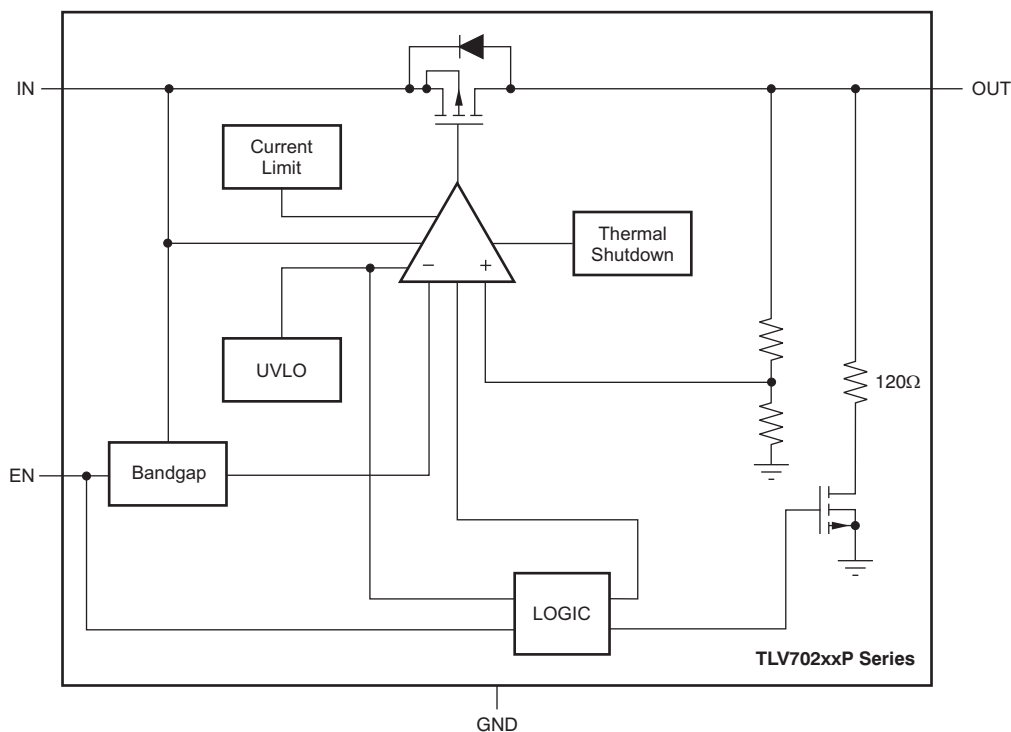 IN
OUT
Current
Limit
Thermal
Shutdown
−
+
UVLO
120Ω
EN
Bandgap
LOGIC
TLV702xxP Series
GND